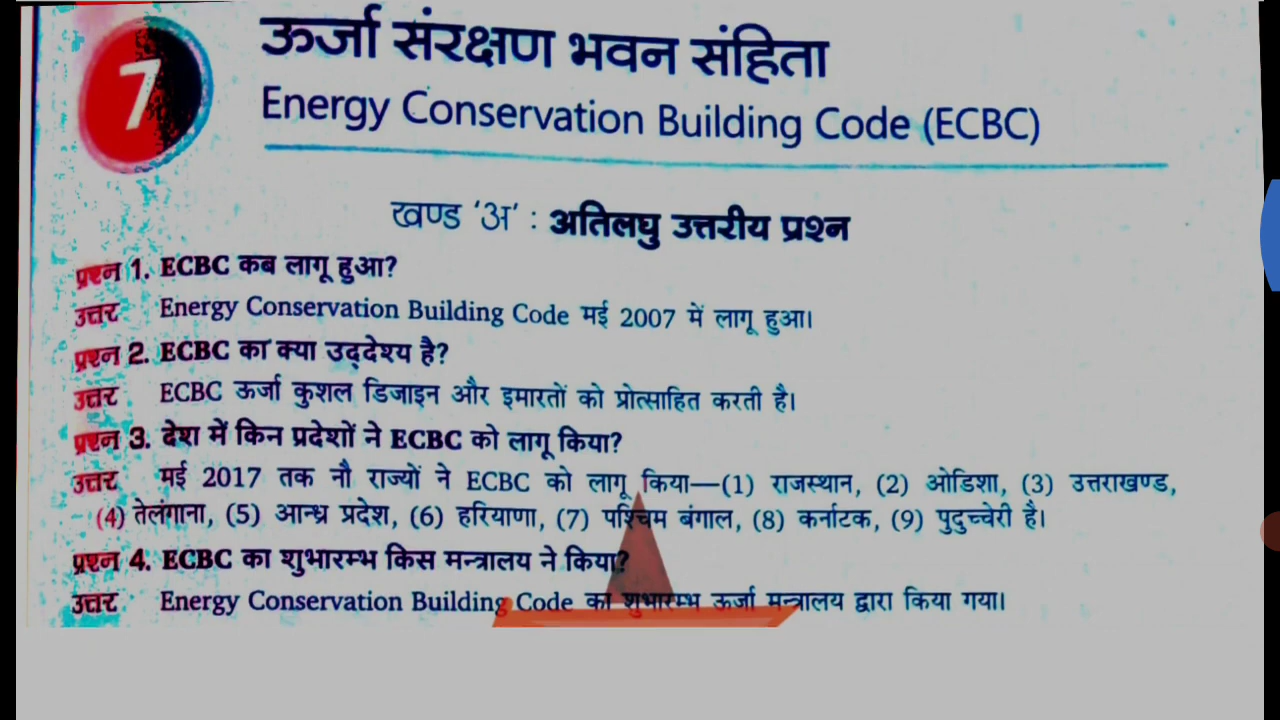 7
ऊर्जा संरक्षण भवन संहिता
Energy Conservation Building Code (ECBC)
खण्ड ‘अ’ : अतिलघु उत्तरीय प्रश्न
प्रश्न 1. ECBC कब लागू हुआ?
उत्तर Energy Conservation Building Code मई 2007 में लागू हुआ।
प्रश्न 2. ECBC का क्या उद्देश्य है?
उत्तर ECBC ऊर्जा कुशल डिजाइन और इमारतों को प्रोत्साहित करती है।
प्रश्न 3. देश में किन प्रदेशों ने ECBC को लागू किया?
उत्तर मई 2017 तक नौ राज्यों ने ECBC को लागू किया—(1) राजस्थान, (2) ओडिशा, (3) उत्तराखण्ड,
(4) तेलंगाना, (5) आन्ध्र प्रदेश, (6) हरियाणा, (7) पश्चिम बंगाल, (8) कर्नाटक, (9) पुदुच्चेरी है।
प्रश्न 4. ECBC का शुभारम्भ किस मन्त्रालय ने किया?
उत्तर Energy Conservation Building Code का शुभारम्भ ऊर्जा मन्त्रालय द्वारा किया गया।